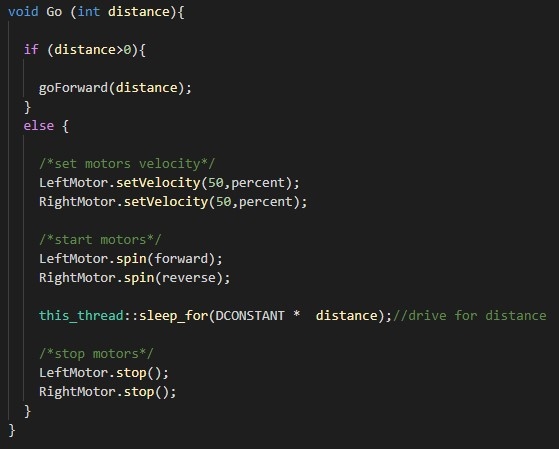 void Go (int distance){
if (distance>0){
goForward(distance);
}
else {
/*set motors velocity*/
LeftMotor.setVelocity(50,percent);
RightMotor.setVelocity(50,percent);
/*start motors*/
LeftMotor.spin(forward);
RightMotor.spin(reverse);
this_thread::sleep_for(DCONSTANT *  distance);//drive for distance
/*stop motors*/
LeftMotor.stop();
RightMotor.stop();
}
}